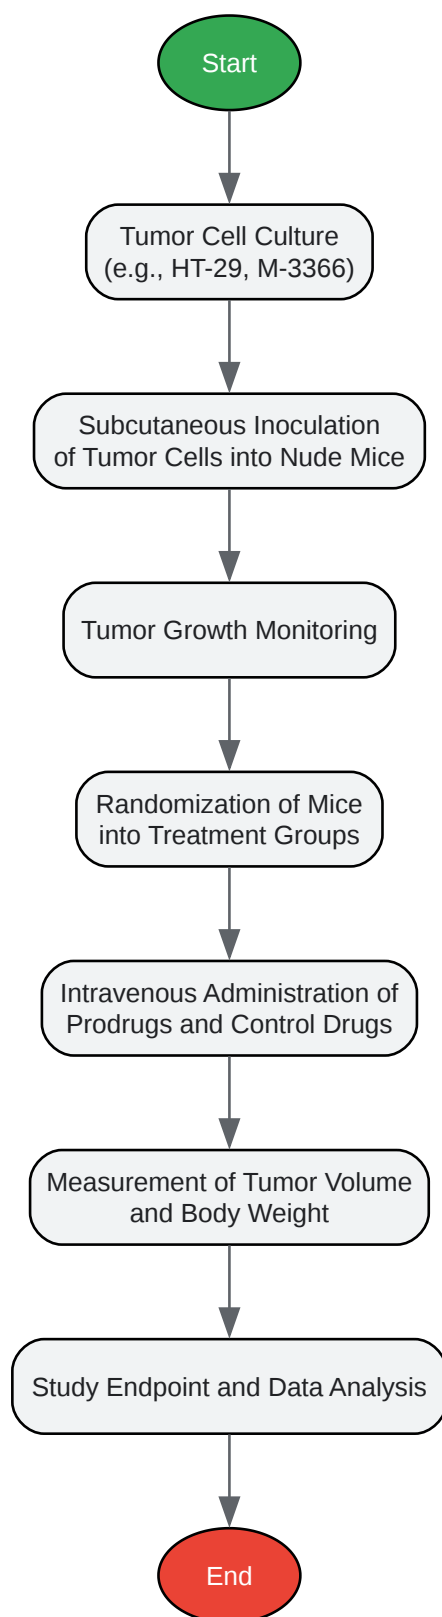 Start
Tumor Cell Culture
(e.g., HT-29, M-3366)
Subcutaneous Inoculation
of Tumor Cells into Nude Mice
Tumor Growth Monitoring
Randomization of Mice
into Treatment Groups
Intravenous Administration of
Prodrugs and Control Drugs
Measurement of Tumor Volume
and Body Weight
Study Endpoint and Data Analysis
End